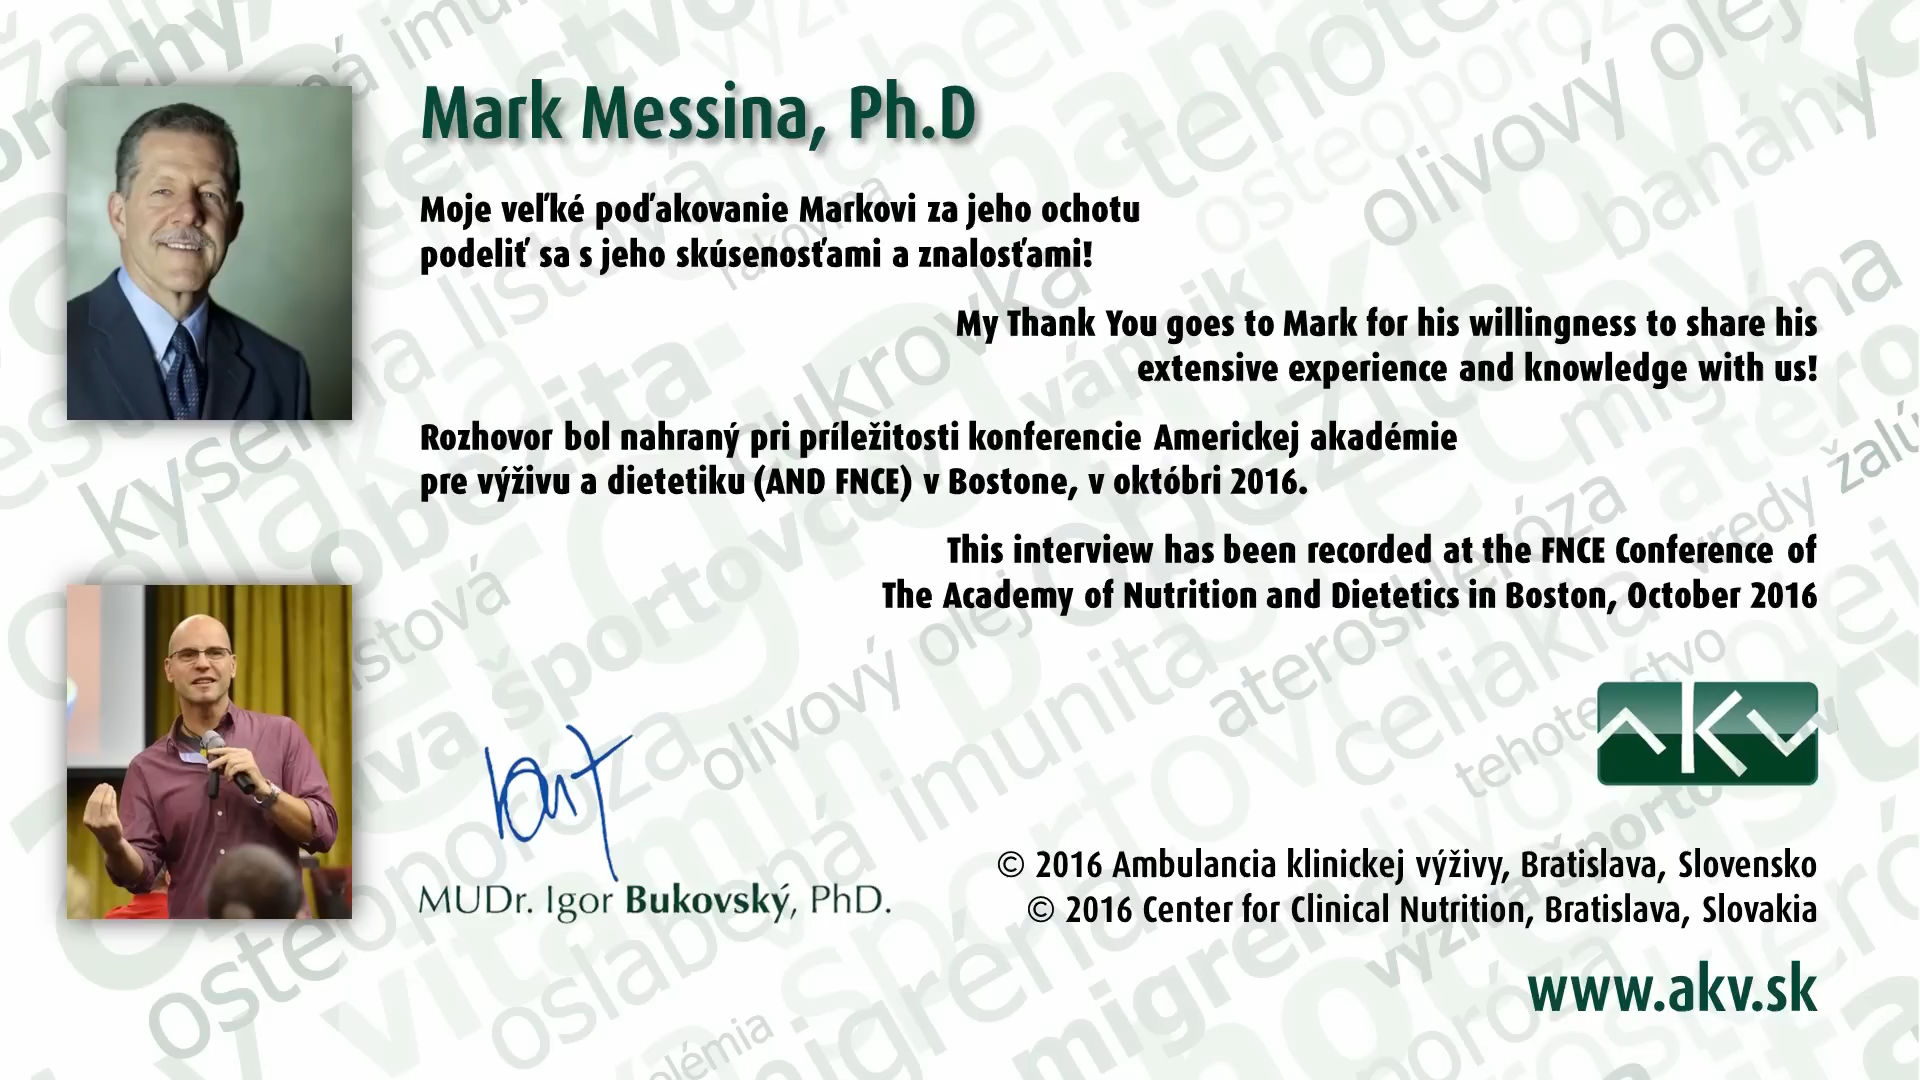 Mark Messina, Ph.D
Moje veľké poďakovanie Markovi za jeho ochotu
podeliť sa s jeho skúsenosťami a znalosťami!
My Thank You goes to Mark for his willingness to share his
extensive experience and knowledge with us!
Rozhovor bol nahraný pri príležitosti konferencie Americkej akadémie
pre výživu a dietetiku (AND FNCE) v Bostone, v októbri 2016.
This interview has been recorded at the FNCE Conference of
The Academy of Nutrition and Dietetics in Boston, October 2016
AKV
MUDr. Igor Bukovský, PhD.
© 2016 Ambulancia klinickej výživy, Bratislava, Slovensko
© 2016 Center for Clinical Nutrition, Bratislava, Slovakia
www.akv.sk